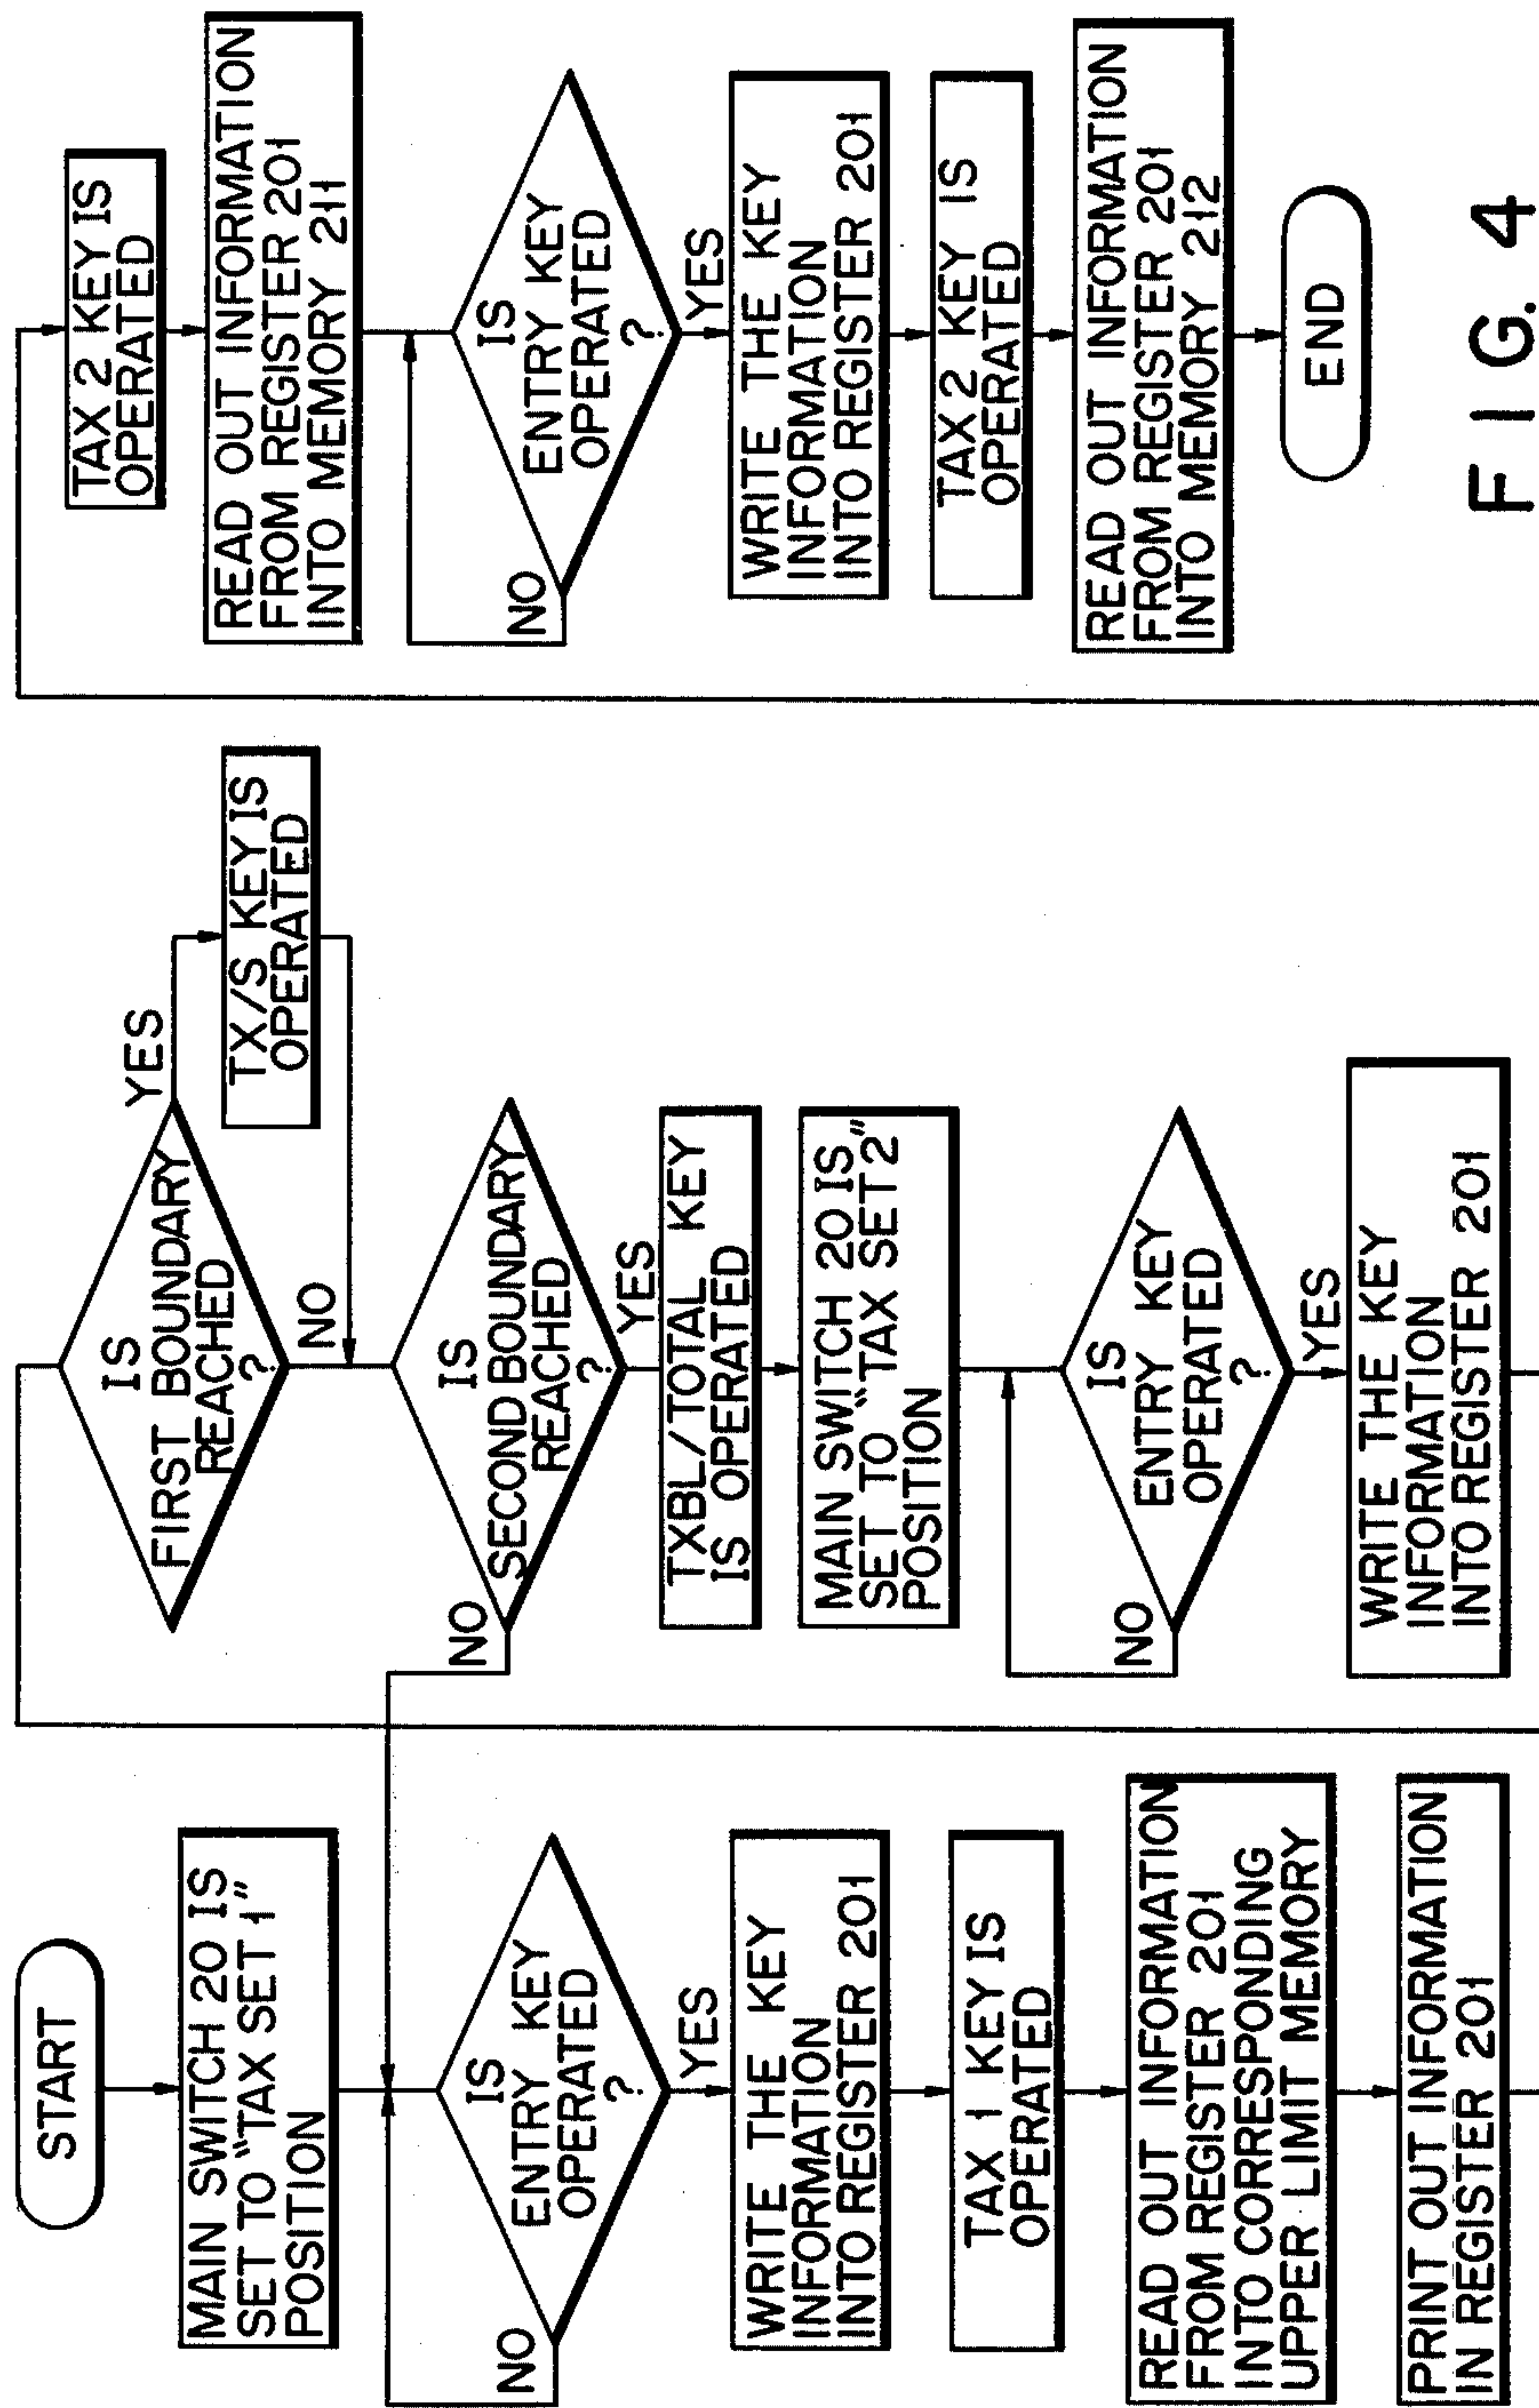 START
MAIN SWITCH 20 IS
SET TO "TAX SET 1"
POSITION
IS
ENTRY KEY
OPERATED
?
NO
YES
WRITE THE KEY
INFORMATION
INTO REGISTER 201
TAX 1 KEY IS
OPERATED
READ OUT INFORMATION
FROM REGISTER 201
INTO CORRESPONDING
UPPER LIMIT MEMORY
PRINT OUT INFORMATION
IN REGISTER 201
IS
FIRST BOUNDARY
REACHED
?
YES
NO
TX/S KEY IS
OPERATED
IS
SECOND BOUNDARY
REACHED
?
NO
YES
TXBL/TOTAL KEY
IS OPERATED
MAIN SWITCH 20 IS
SET TO "TAX SET2"
POSITION
IS
ENTRY KEY
OPERATED
?
NO
YES
WRITE THE KEY
INFORMATION
INTO REGISTER 201
TAX 2 KEY IS
OPERATED
READ OUT INFORMATION
FROM REGISTER 201
INTO MEMORY 211
IS
ENTRY KEY
OPERATED
?
NO
YES
WRITE THE KEY
INFORMATION
INTO REGISTER 201
TAX 2 KEY IS
OPERATED
READ OUT INFORMATION
FROM REGISTER 201
INTO MEMORY 212
END
FIG. 4